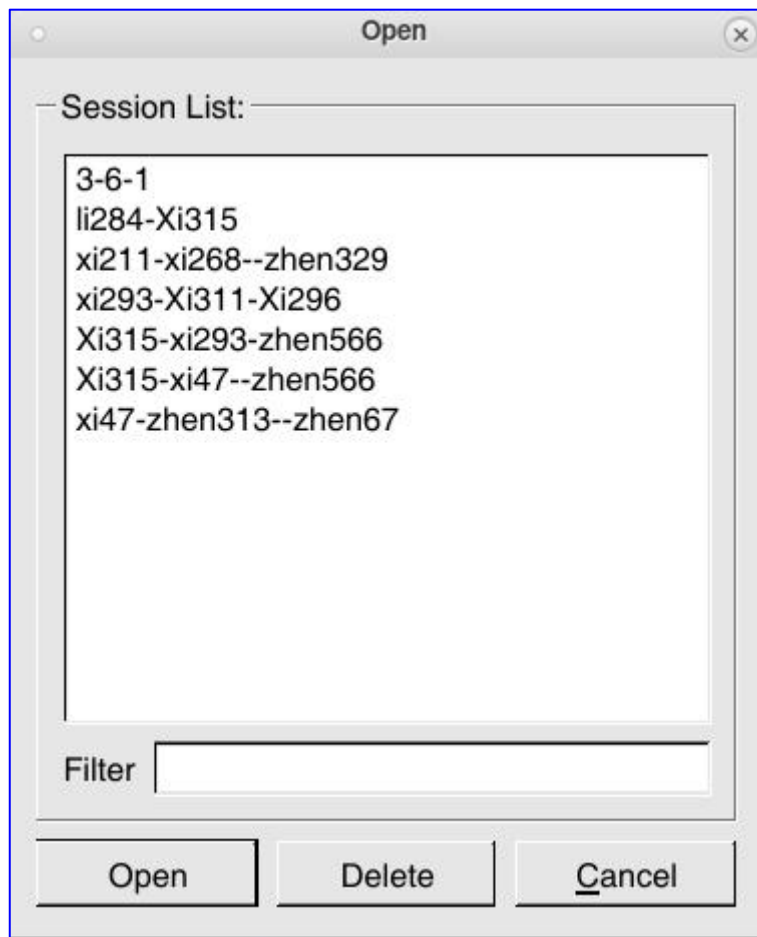 Open
Session List:
3-6-1
li284-Xi315
xi211-xi268--zhen329
xi293-Xi311-Xi296
Xi315-xi293-zhen566
Xi315-xi47--zhen566
xi47-zhen313--zhen67
Filter
Open Delete Cancel